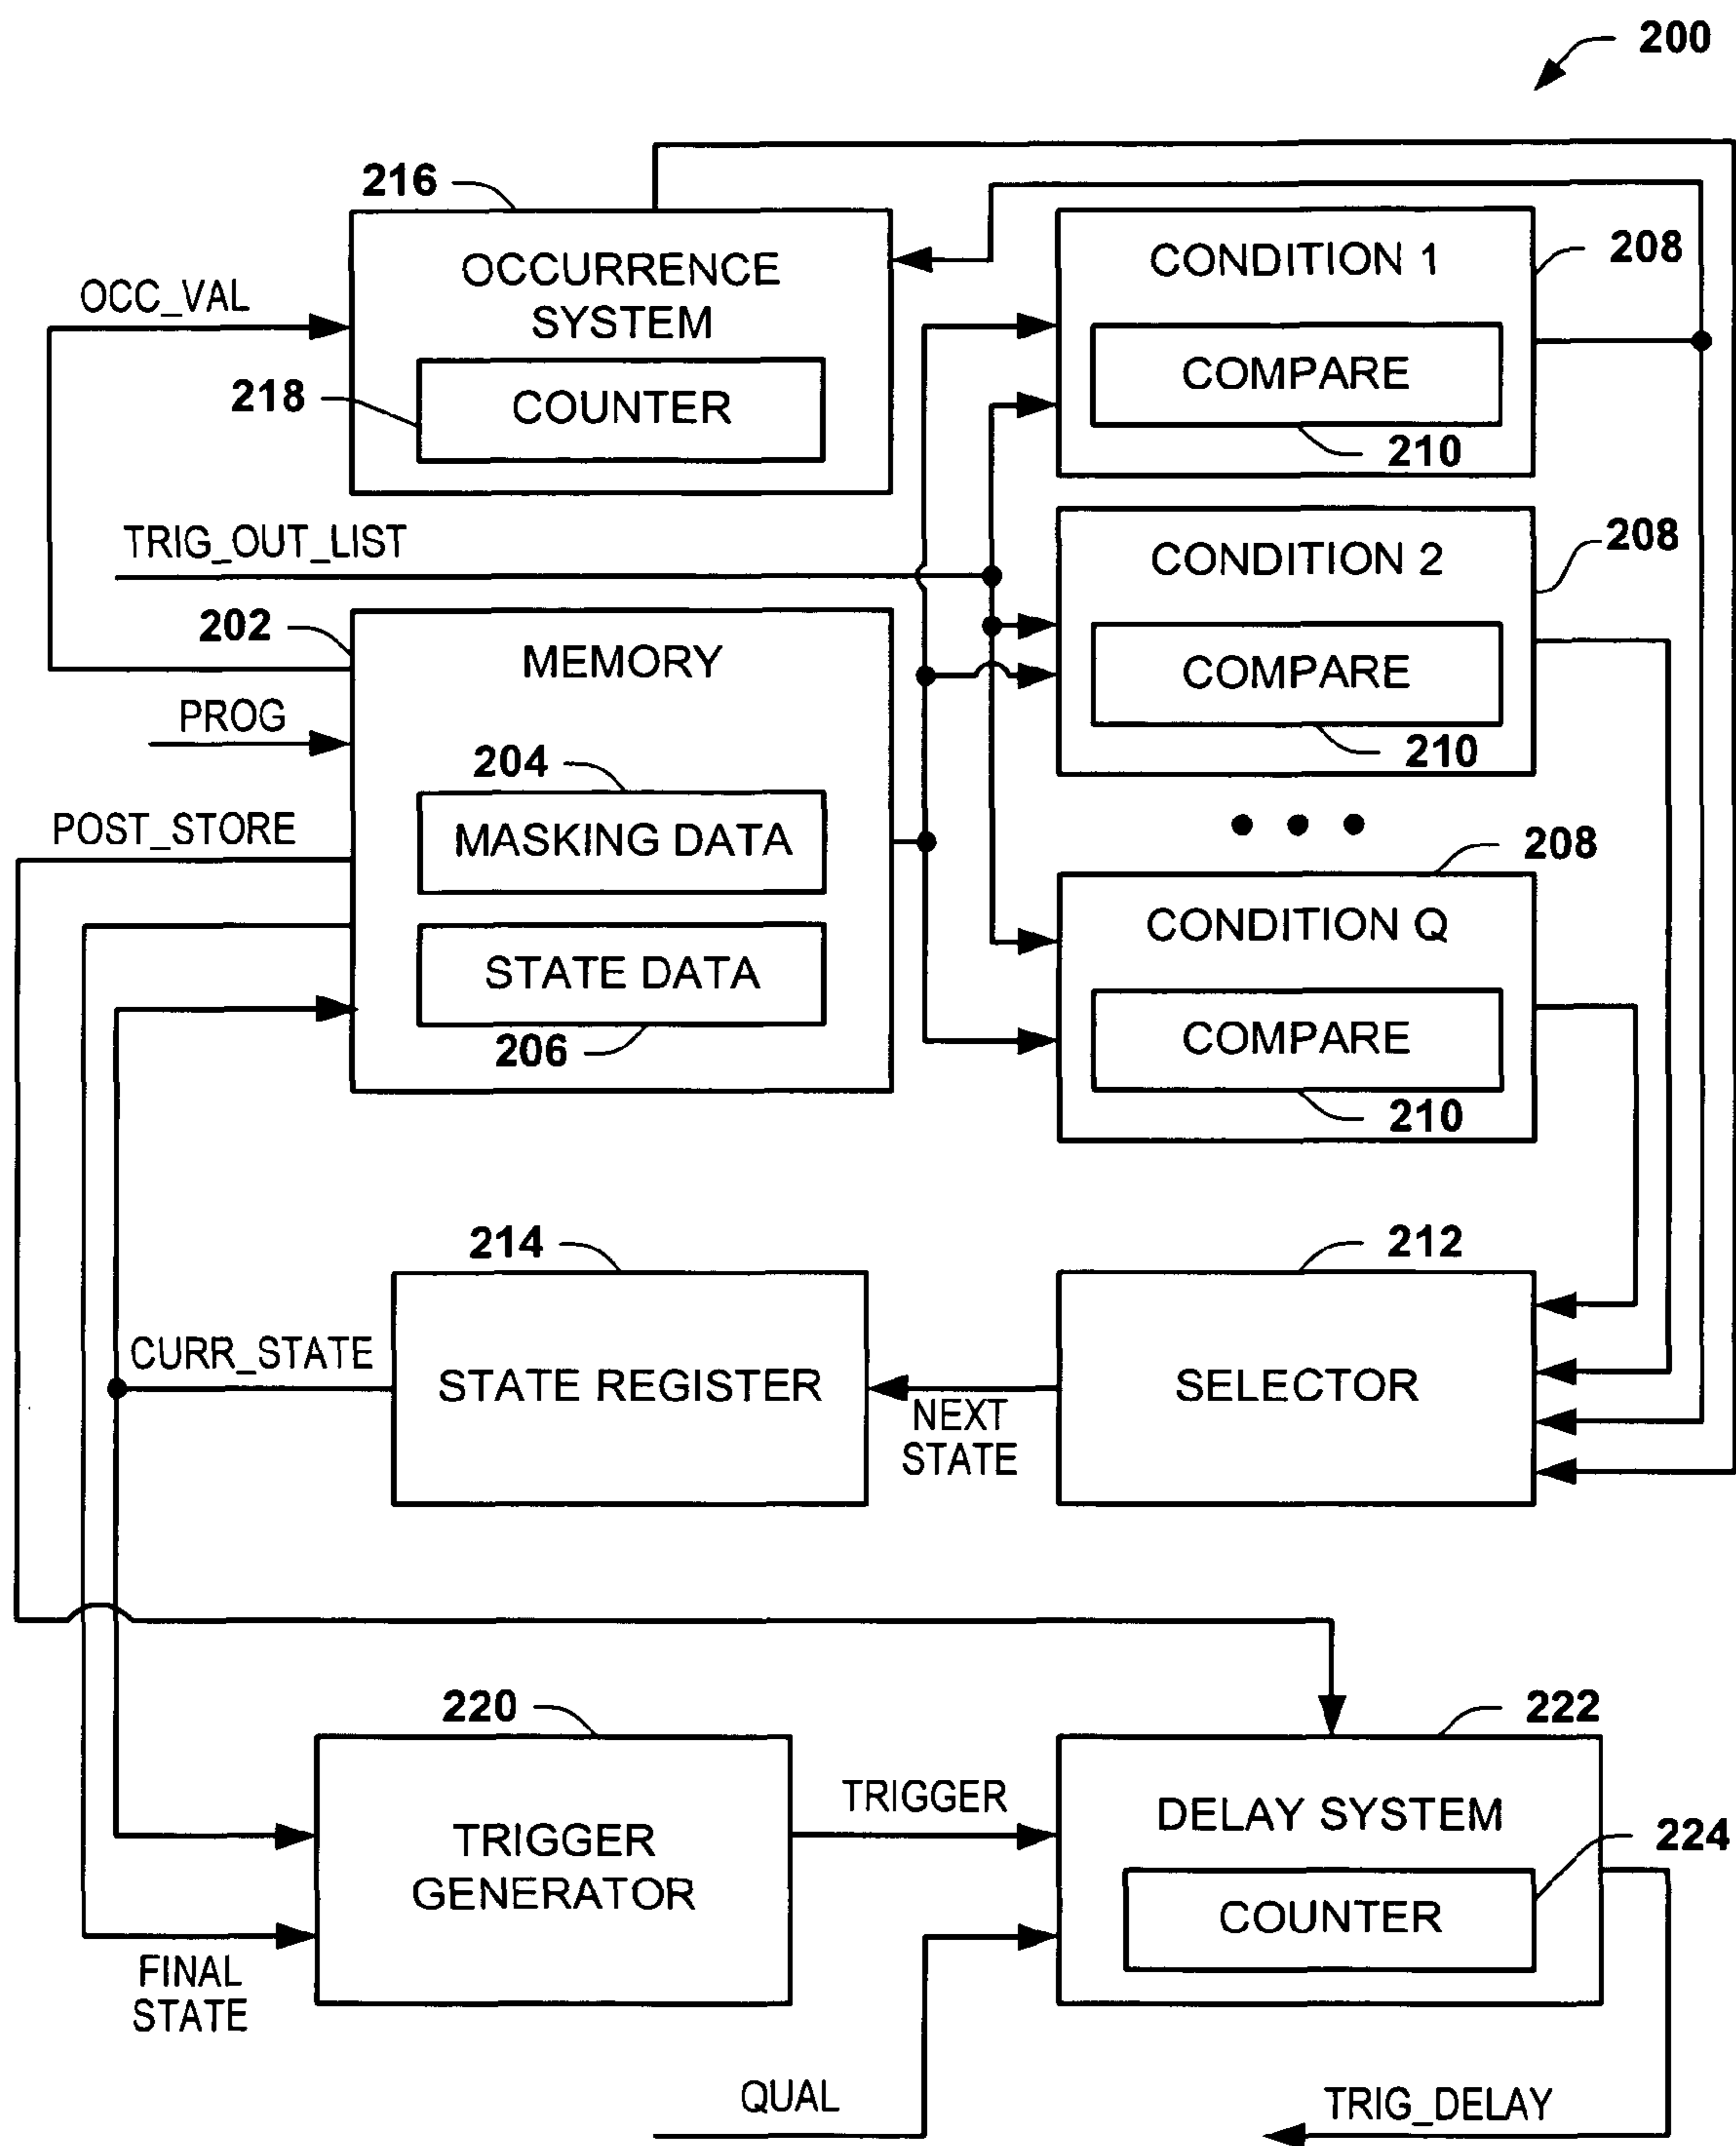 200
216
OCCURRENCE
SYSTEM
OCC_VAL
218
COUNTER
CONDITION 1
208
COMPARE
210
TRIG_OUT_LIST
CONDITION 2
208
COMPARE
210
202
MEMORY
PROG
204
MASKING DATA
POST_STORE
STATE DATA
206
208
CONDITION Q
COMPARE
210
214
STATE REGISTER
CURR_STATE
212
SELECTOR
NEXT
STATE
220
TRIGGER
GENERATOR
FINAL
STATE
TRIGGER
222
DELAY SYSTEM
224
COUNTER
QUAL
TRIG_DELAY